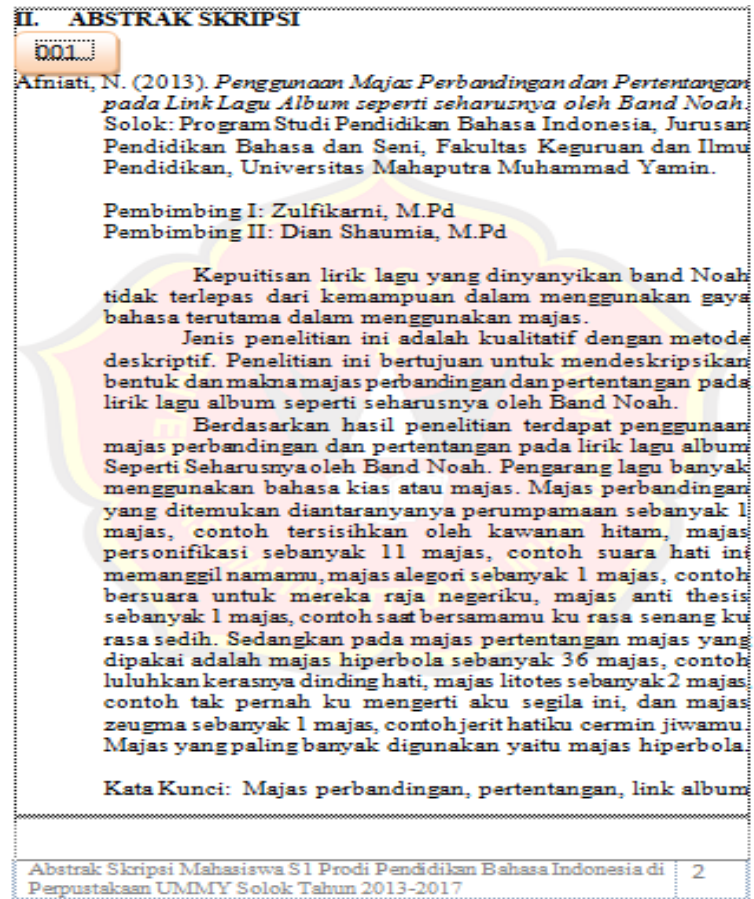 II. ABSTRAK SKRIPSI
001
Afniati, N. (2013). Penggunaan Majas Perbandingan dan Pertentangan
pada Link Lagu Album seperti seharusnya oleh Band Noah.
Solok: Program Studi Pendidikan Bahasa Indonesia, Jurusan
Pendidikan Bahasa dan Seni, Fakultas Keguruan dan Ilmu
Pendidikan, Universitas Mahaputra Muhammad Yamin.
Pembimbing I: Zulfikarni, M.Pd
Pembimbing II: Dian Shaumia, M.Pd
Kepuitisan lirik lagu yang dinyanyikan band Noah
tidak terlepas dari kemampuan dalam menggunakan gaya
bahasa terutama dalam menggunakan majas.
Jenis penelitian ini adalah kualitatif dengan metode
deskriptif. Penelitian ini bertujuan untuk mendeskripsikan
bentuk dan makna majas perbandingan dan pertentangan pada
lirik lagu album seperti seharusnya oleh Band Noah.
Berdasarkan hasil penelitian terdapat penggunaan
majas perbandingan dan pertentangan pada lirik lagu album
Seperti Seharusnya oleh Band Noah. Pengarang lagu banyak
menggunakan bahasa kias atau majas. Majas perbandingan
yang ditemukan diantaranyanya perumpamaan sebanyak 1
majas, contoh tersisihkan oleh kawanan hitam, majas
personifikasi sebanyak 11 majas, contoh suara hati ini
memanggil namamu, majas alegori sebanyak 1 majas, contoh
bersuara untuk mereka raja negeriku, majas anti thesis
sebanyak 1 majas, contoh saat bersamamu ku rasa senang ku
rasa sedih. Sedangkan pada majas pertentangan majas yang
dipakai adalah majas hiperbola sebanyak 36 majas, contoh
luluhkan kerasnya dinding hati, majas litotes sebanyak 2 majas
contoh tak pernah ku mengerti aku segila ini, dan majas
zeugma sebanyak 1 majas, contoh jerit hatiku cermin jiwamu.
Majas yang paling banyak digunakan yaitu majas hiperbola.
Kata Kunci: Majas perbandingan, pertentangan, link album
Abstrak Skripsi Mahasiswa S1 Prodi Pendidikan Bahasa Indonesia di
Perpustakaan UMMY Solok Tahun 2013-2017
2